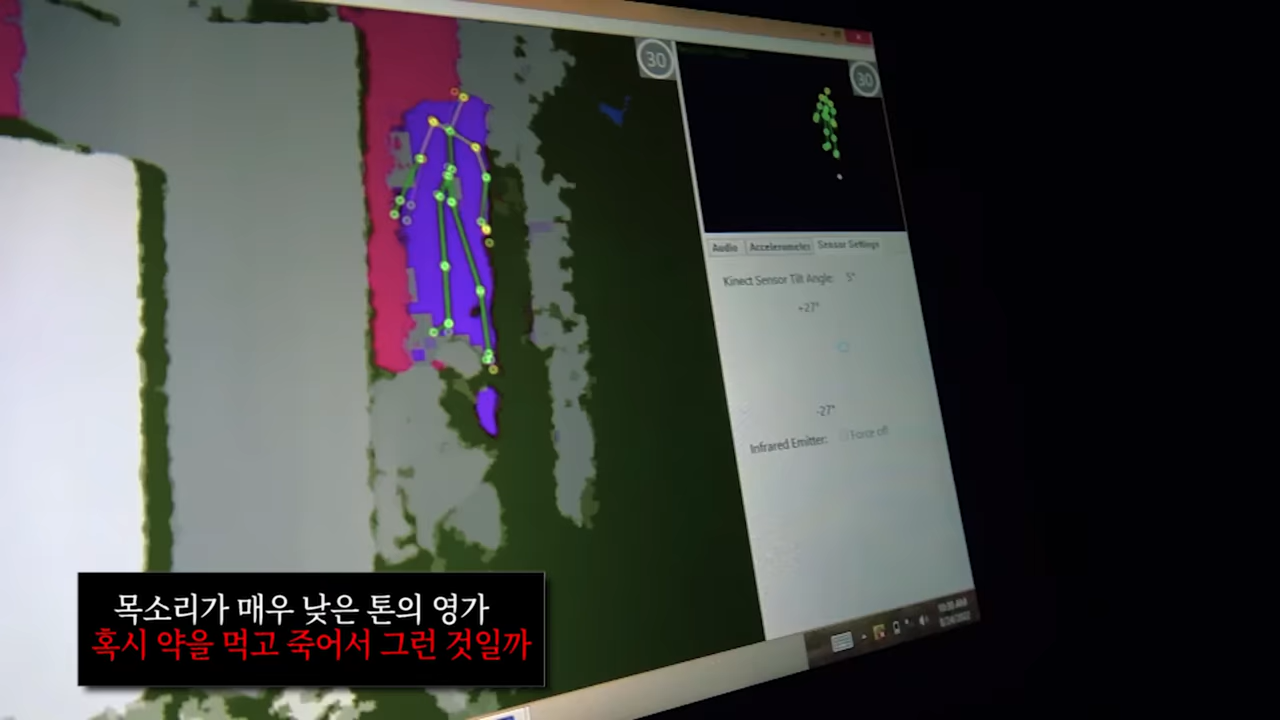 30
30
Audio
Accelerometer
Sensor Settings
Kinect Sensor Tilt Angle: 5°
+27°
-27°
Infrared Emitter:
Force off
목소리가 매우 낮은 톤의 영가
혹시 약을 먹고 죽어서 그런 것일까